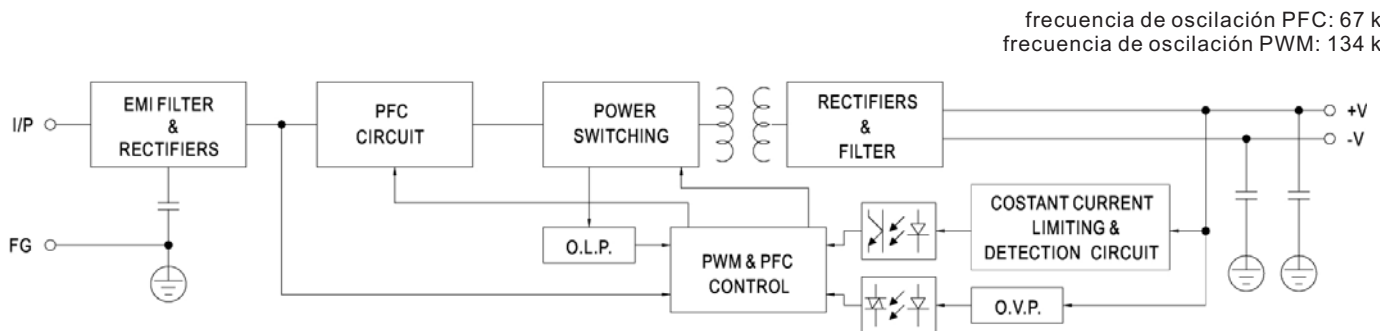 frecuencia de oscilación PFC: 67 k
frecuencia de oscilación PWM: 134 k
I/P
EMI FILTER
&
RECTIFIERS
PFC
CIRCUIT
POWER
SWITCHING
RECTIFIERS
&
FILTER
+V
-V
FG
O.L.P.
PWM & PFC
CONTROL
COSTANT CURRENT
LIMITING &
DETECTION CIRCUIT
O.V.P.